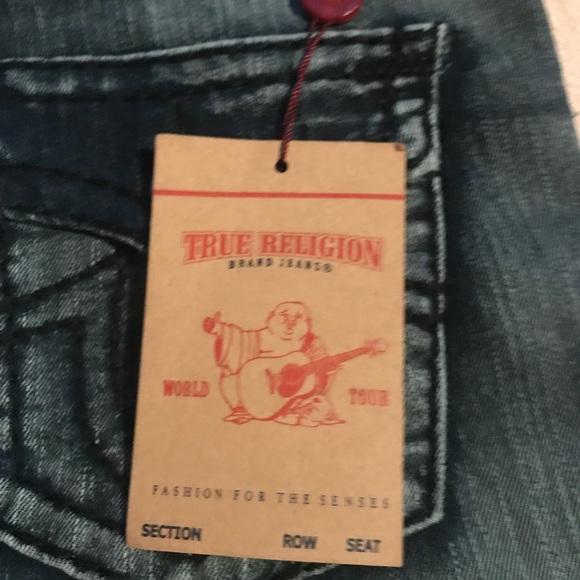 TRUE RELIGION
BRAND JEANS®
WORLD TOUR
FASHION FOR THE SENSES
SECTION ROW SEAT